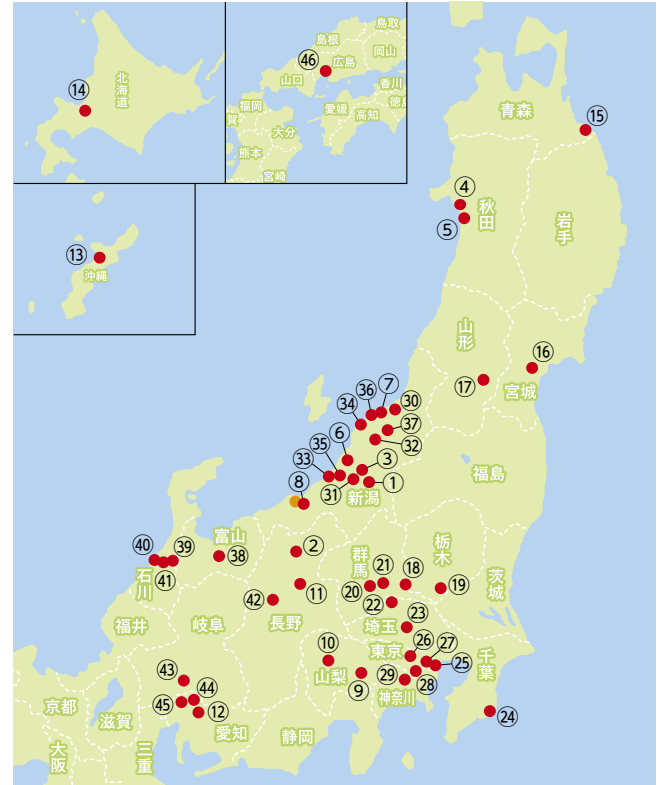 鳥取
島根
岡山
㊻
広島
⑭
北海道
山口
香川
福岡
愛媛
徳島
賀
高知
大分
熊本
宮崎
青森
⑮
④
秋田
⑤
岩手
⑬
沖縄
山形
⑯
⑰
宮城
㊱
⑦
㉚
㉞
㊲
⑥
㉜
㉟
㉝
③
福島
⑧
㉛
新潟
①
富山
㊵
㊴
㊳
②
石川
㊶
群馬
㉑
栃木
⑱
⑲
茨城
⑳
㉒
⑪
㊷
長野
福井
岐阜
埼玉
㉓
⑩
東京
㉖
㉗
㉕
千葉
山梨
⑨
㉙
㉘
神奈川
㊸
㊹
㊺
⑫
㉔
京都
滋賀
愛知
静岡
大阪
三重